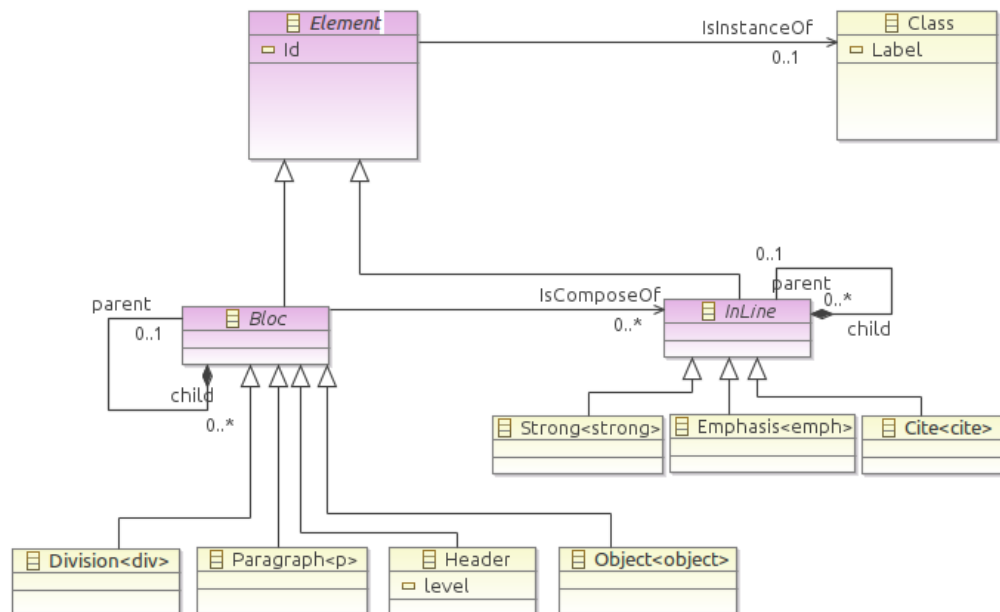 Element
Id
IsInstanceOf
0..1
Class
Label
parent
0..1
Bloc
child
0..*
IsComposeOf
0..*
0..1
parent
0..*
InLine
child
Strong<strong>
Emphasis<emph>
Cite<cite>
Division<div>
Paragraph<p>
Header
level
Object<object>